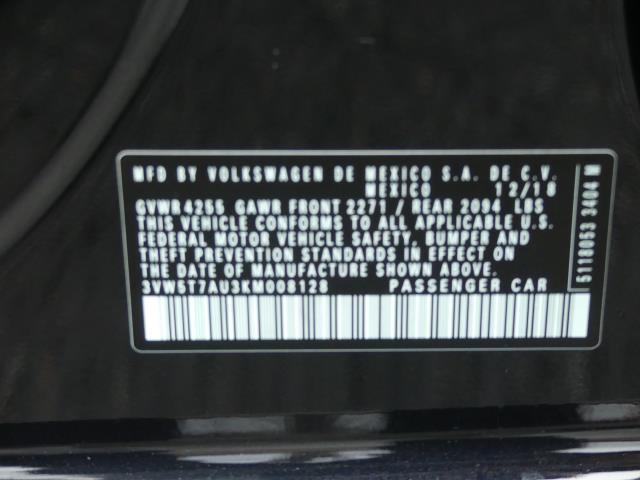 MFD BY VOLKSWAGEN DE MEXICO S.A. DE C.V.
MEXICO 12/18
GVWR 4256 GAWR FRONT 2271 / REAR 2094 LBS
THIS VEHICLE CONFORMS TO ALL APPLICABLE U.S.
FEDERAL MOTOR VEHICLE SAFETY, BUMPER AND
THEFT PREVENTION STANDARDS IN EFFECT ON
THE DATE OF MANUFACTURE SHOWN ABOVE.
3VW5T7AU3KM008128 PASSENGER CAR
5118053 3404 M